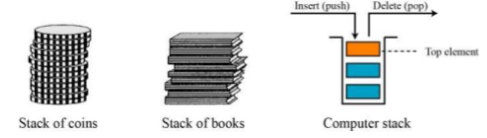 Insert (push) Delete (pop)
Top element
Stack of coins Stack of books Computer stack